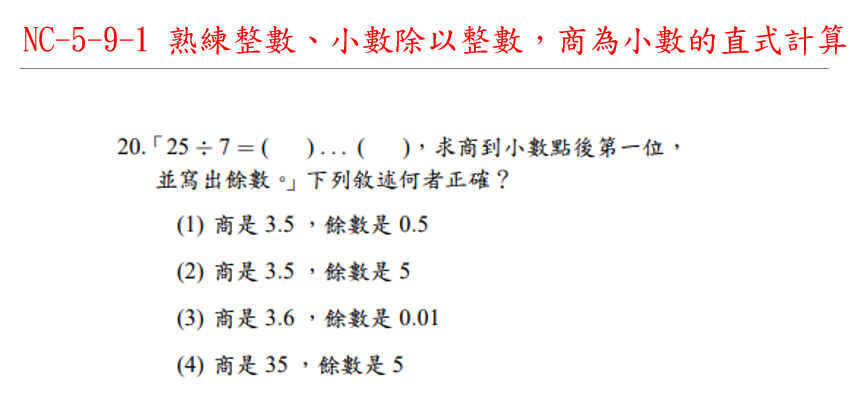 NC-5-9-1 熟練整數、小數除以整數，商為小數的直式計算
20.「25 ÷ 7 = (　) ... (　)，求商到小數點後第一位，
並寫出餘數。」下列敘述何者正確？
(1) 商是 3.5 ，餘數是 0.5
(2) 商是 3.5 ，餘數是 5
(3) 商是 3.6 ，餘數是 0.01
(4) 商是 35 ，餘數是 5